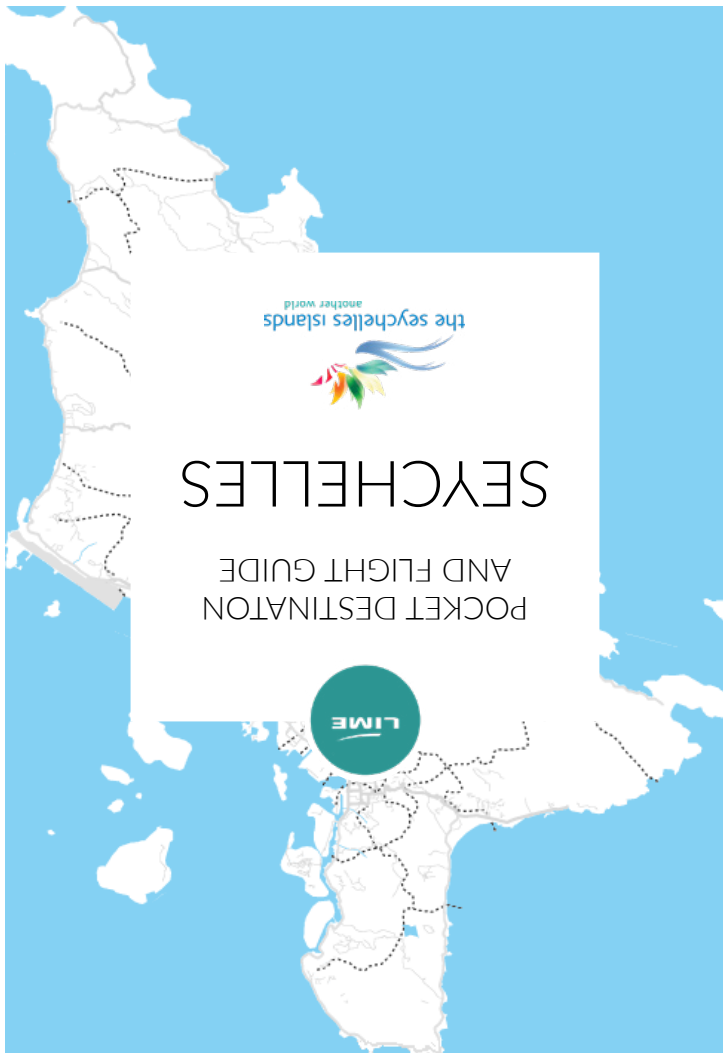 LIME
POCKET DESTINATON
AND FLIGHT GUIDE
SEYCHELLES
the seychelles islands
another world